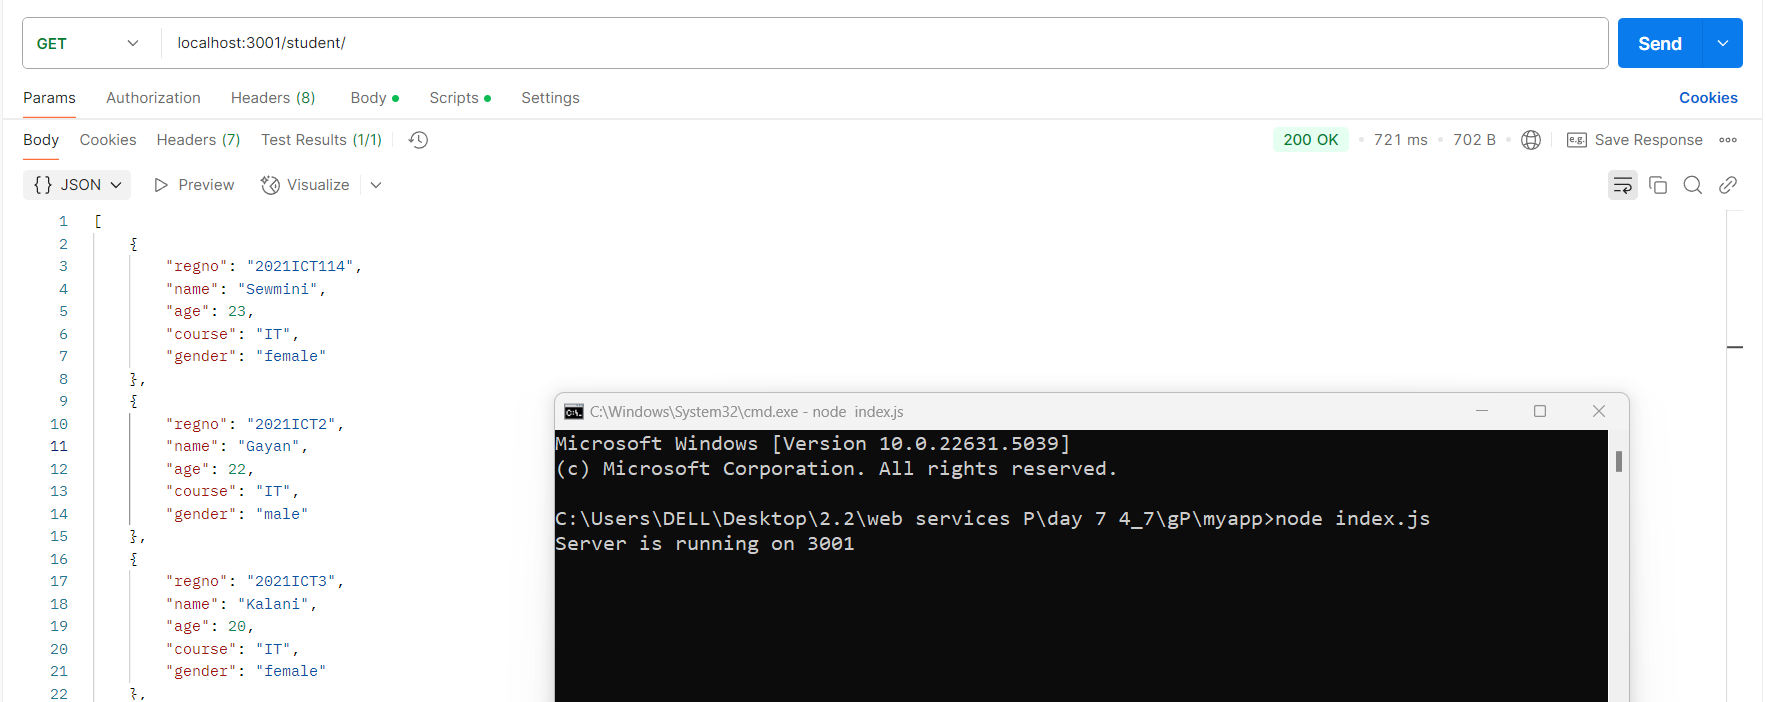 GET localhost:3001/student/ Send
Params Authorization Headers (8) Body Scripts Settings Cookies
Body Cookies Headers (7) Test Results (1/1) 200 OK 721 ms 702 B e.g. Save Response
{} JSON Preview Visualize
1 [
2 {
3 "regno": "2021ICT114",
4 "name": "Sewmini",
5 "age": 23,
6 "course": "IT",
7 "gender": "female"
8 },
9 {
10 "regno": "2021ICT2",
11 "name": "Gayan",
12 "age": 22,
13 "course": "IT",
14 "gender": "male"
15 },
16 {
17 "regno": "2021ICT3",
18 "name": "Kalani",
19 "age": 20,
20 "course": "IT",
21 "gender": "female"
22 },
C:\Windows\System32\cmd.exe - node  index.js
Microsoft Windows [Version 10.0.22631.5039]
(c) Microsoft Corporation. All rights reserved.
C:\Users\DELL\Desktop\2.2\web services P\day 7 4_7\gP\myapp>node index.js
Server is running on 3001